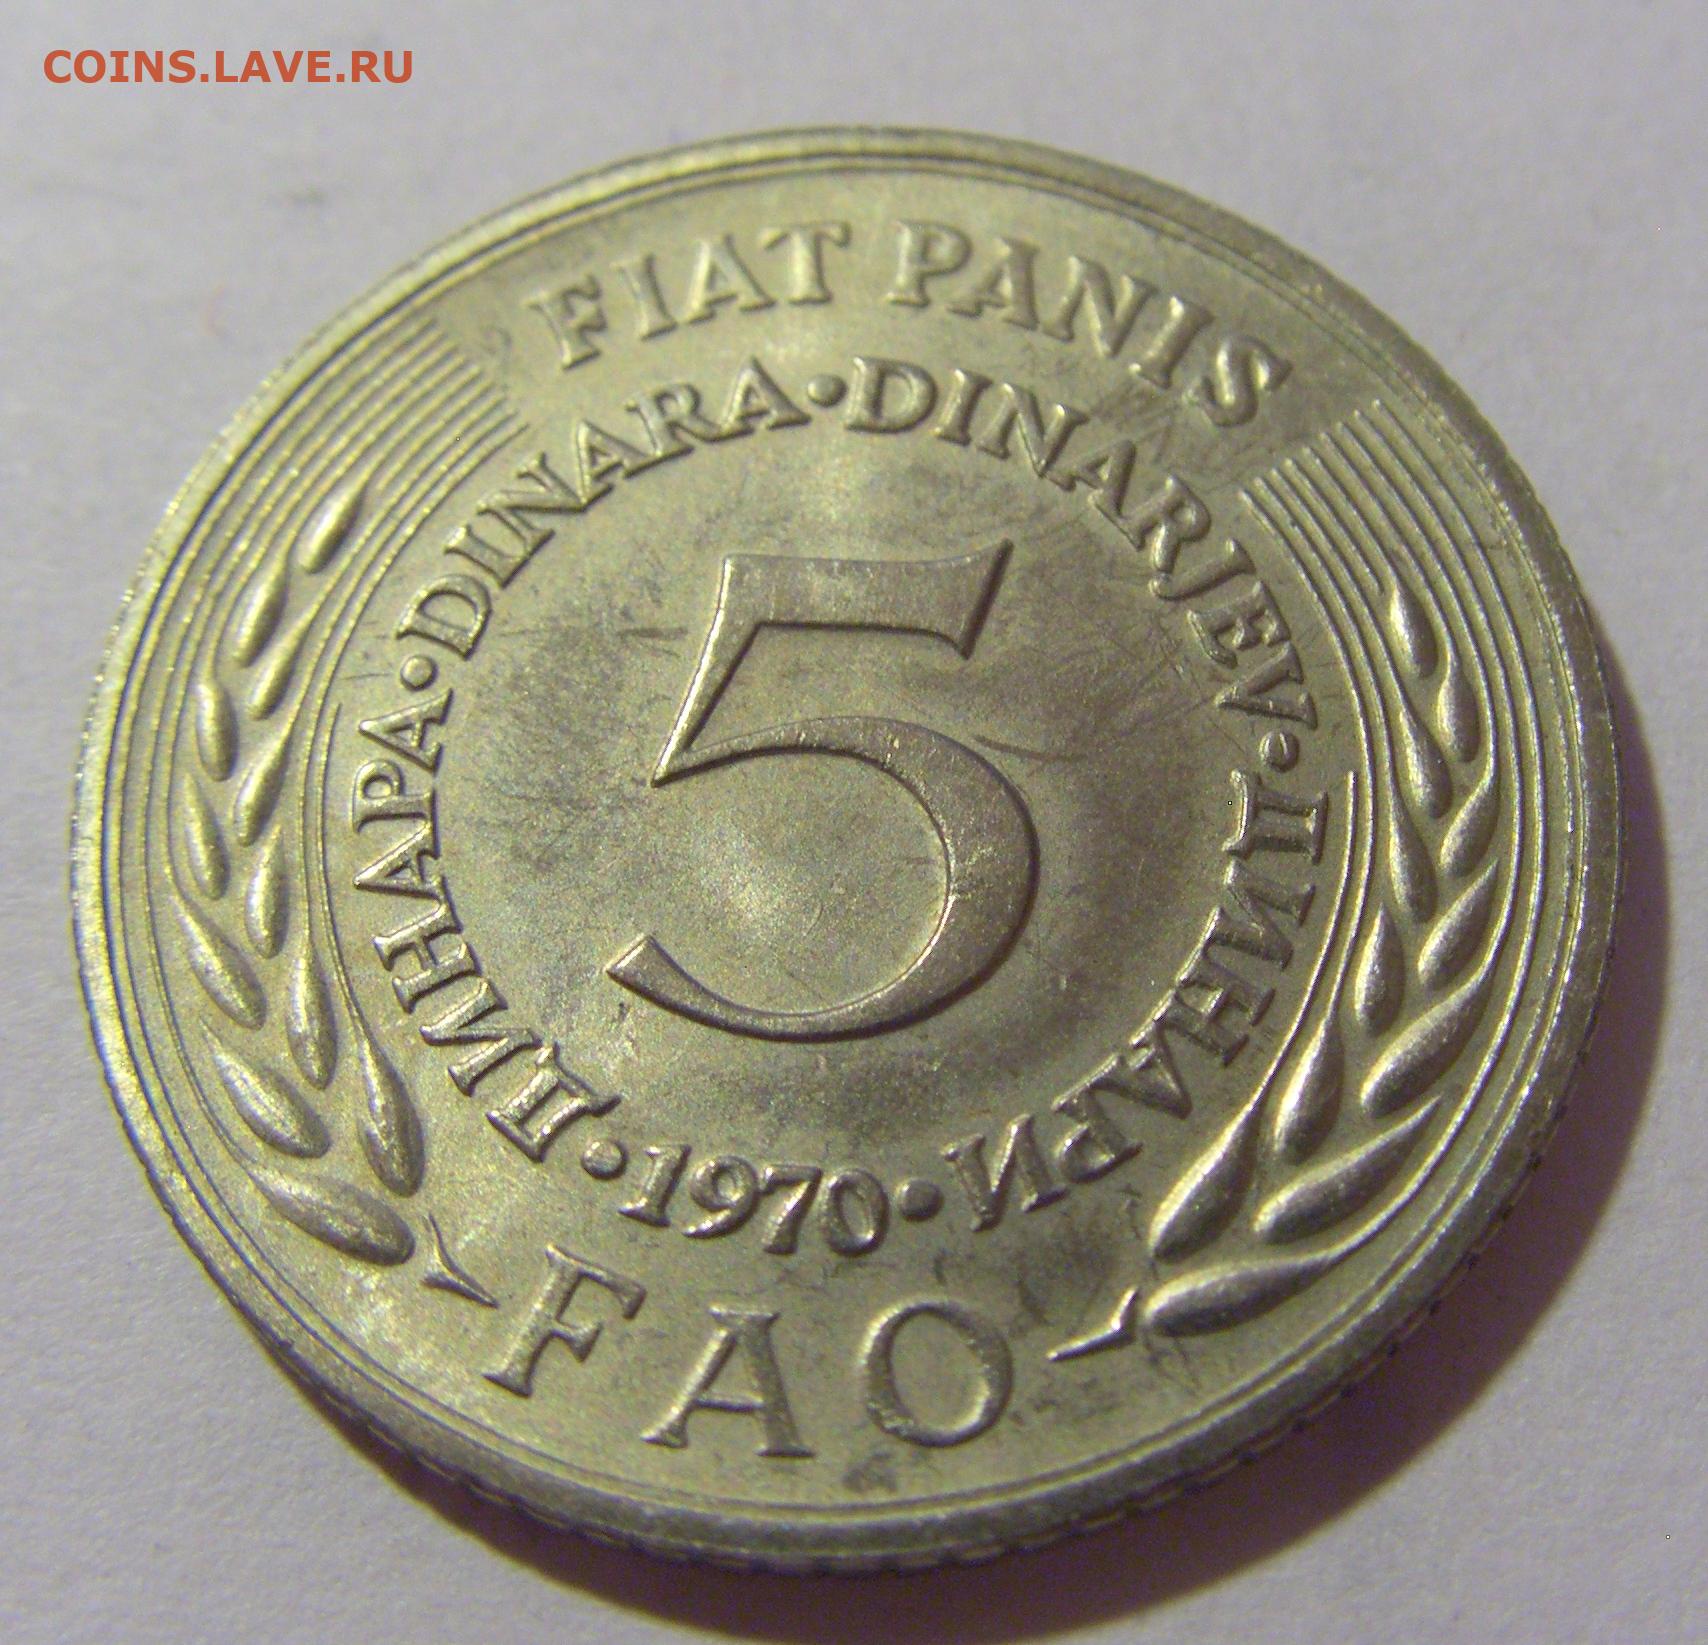 COINS.LAVE.RU
FIAT PANIS
ДИНАРА • DINARA • DINARJEV • ДИНАРИ • 1970 •
5
FAO